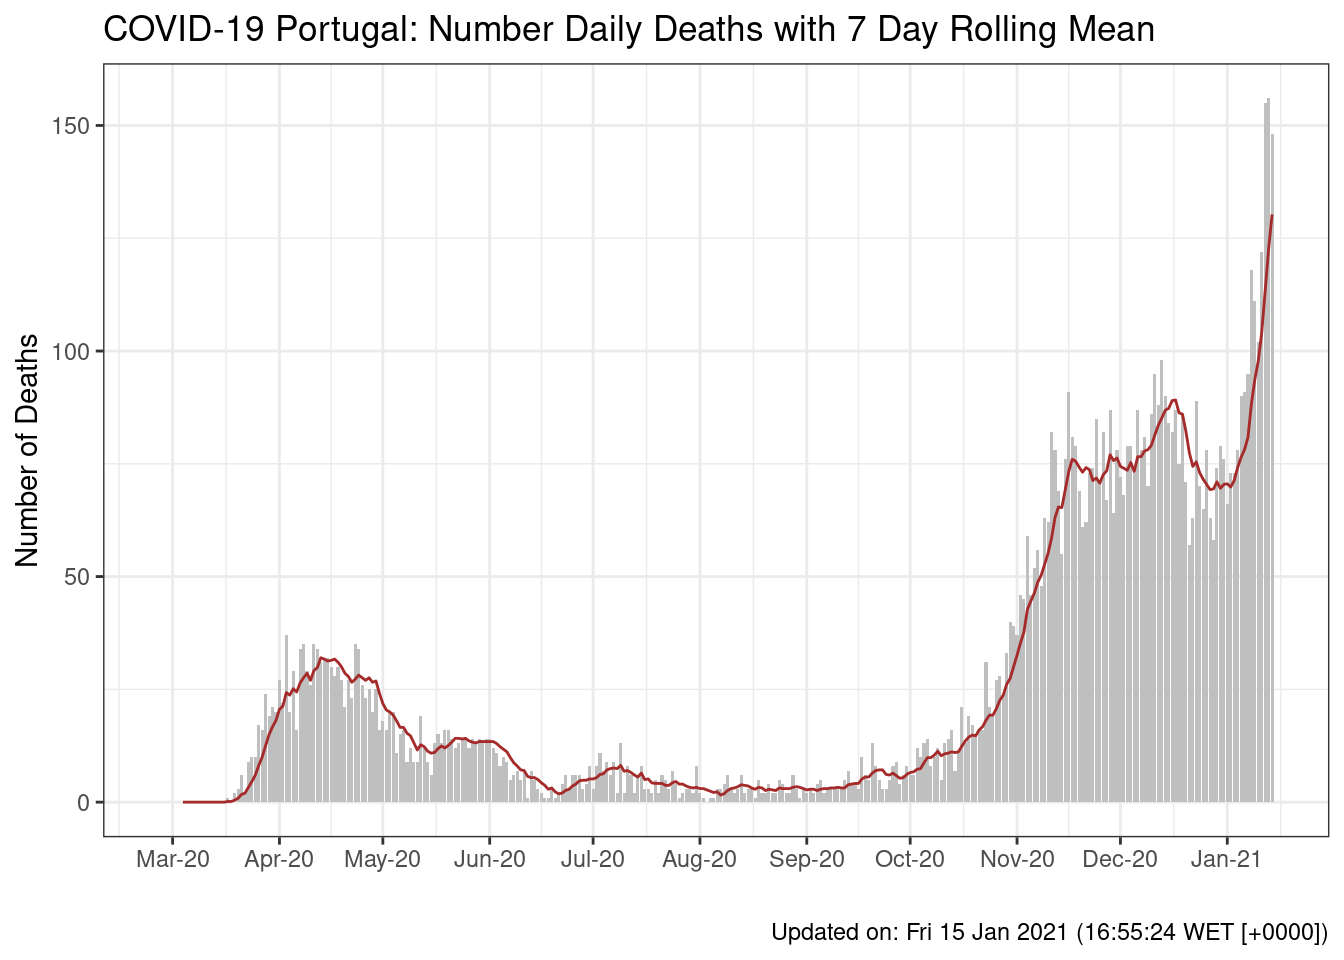 COVID-19 Portugal: Number Daily Deaths with 7 Day Rolling Mean
Number of Deaths
150
100
50
0
Mar-20 Apr-20 May-20 Jun-20 Jul-20 Aug-20 Sep-20 Oct-20 Nov-20 Dec-20 Jan-21
Updated on: Fri 15 Jan 2021 (16:55:24 WET [+0000])